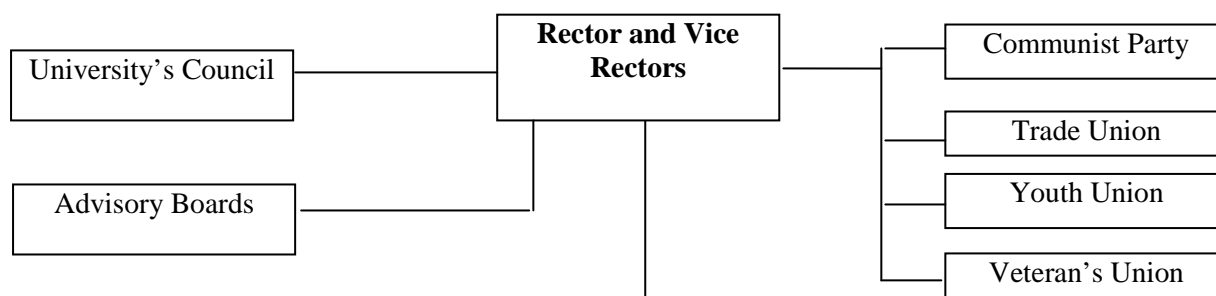 University’s Council
Advisory Boards
Rector and Vice
Rectors
Communist Party
Trade Union
Youth Union
Veteran’s Union